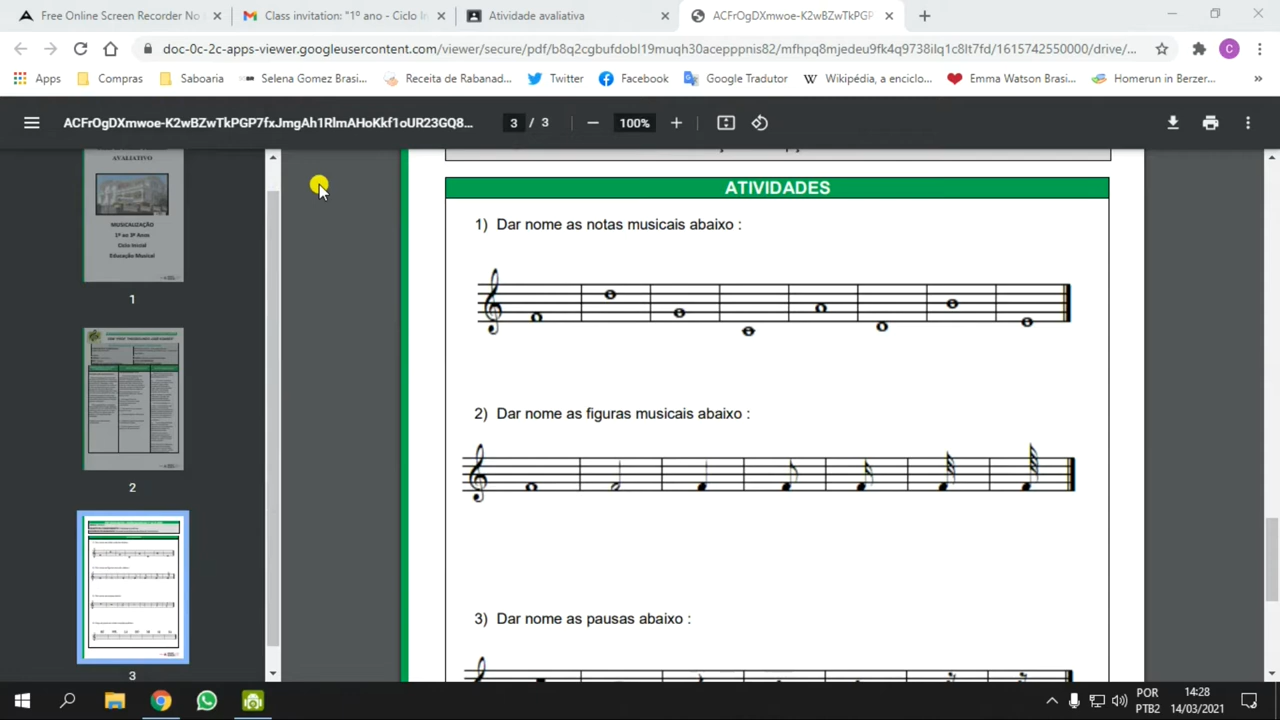 Free Online Screen Recorder No
Class invitation: "1º ano - Ciclo In
Atividade avaliativa
ACFrOgDXmwoe-K2wBZwTkPGP
doc-0c-2c-apps-viewer.googleusercontent.com/viewer/secure/pdf/b8q2cgbufdobl19muqh30acepppnis82/mfhpq8mjedeu9fk4q9738ilq1c8lt7fd/1615742550000/drive/...
C
Apps
Compras
Saboaria
Selena Gomez Brasi...
Receita de Rabanad...
Twitter
Facebook
Google Tradutor
Wikipédia, a enciclo...
Emma Watson Brasi...
Homerun in Berzer...
»
ACFrOgDXmwoe-K2wBZwTkPGP7fxJmgAh1RlmAHoKkf1oUR23GQ8...
3 / 3
100%
AVALIATIVO
MUSICALIZAÇÃO
1º ao 3º Anos
Ciclo Inicial
Educação Musical
1
2
3
ATIVIDADES
1) Dar nome as notas musicais abaixo :
2) Dar nome as figuras musicais abaixo :
3) Dar nome as pausas abaixo :
POR
PTB2
14:28
14/03/2021